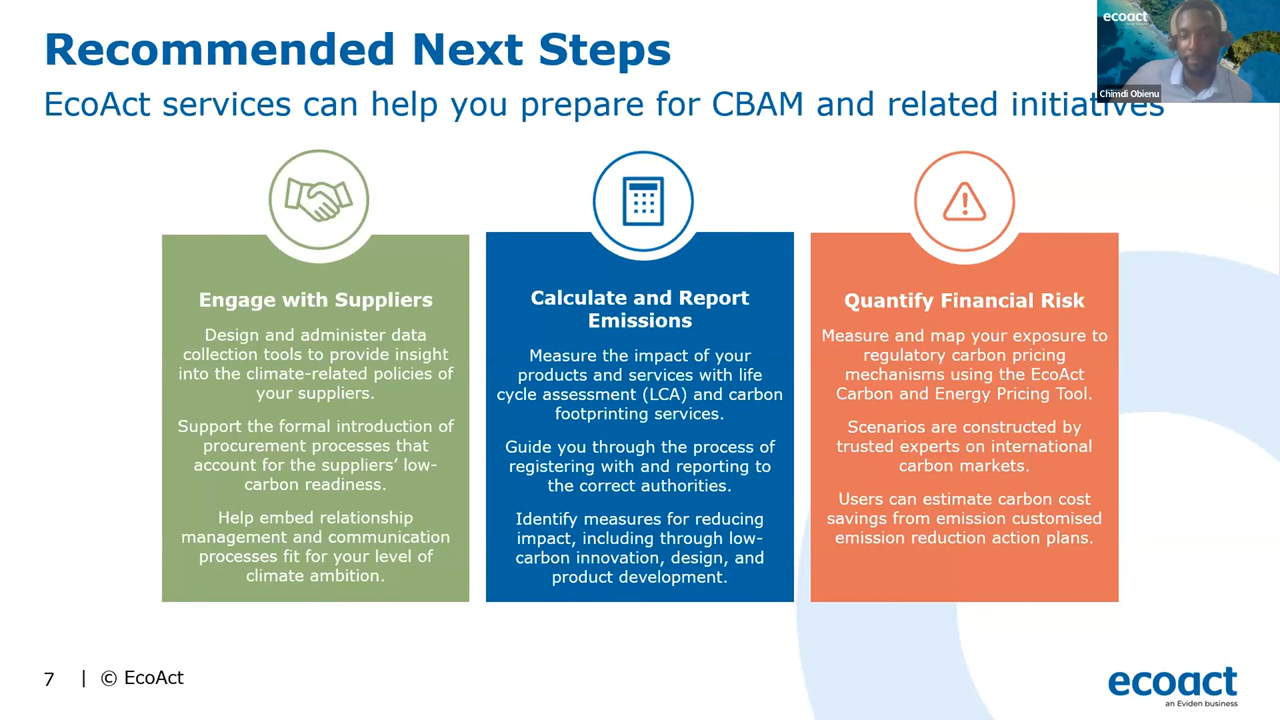 Recommended Next Steps
EcoAct services can help you prepare for CBAM and related initiatives
ecoact
Chimdi Obienu
Engage with Suppliers
Design and administer data
collection tools to provide insight
into the climate-related policies of
your suppliers.
Support the formal introduction of
procurement processes that
account for the suppliers’ low-
carbon readiness.
Help embed relationship
management and communication
processes fit for your level of
climate ambition.
Calculate and Report
Emissions
Measure the impact of your
products and services with life
cycle assessment (LCA) and carbon
footprinting services.
Guide you through the process of
registering with and reporting to
the correct authorities.
Identify measures for reducing
impact, including through low-
carbon innovation, design, and
product development.
Quantify Financial Risk
Measure and map your exposure to
regulatory carbon pricing
mechanisms using the EcoAct
Carbon and Energy Pricing Tool.
Scenarios are constructed by
trusted experts on international
carbon markets.
Users can estimate carbon cost
savings from emission customised
emission reduction action plans.
7 | © EcoAct
ecoact
an Eviden business